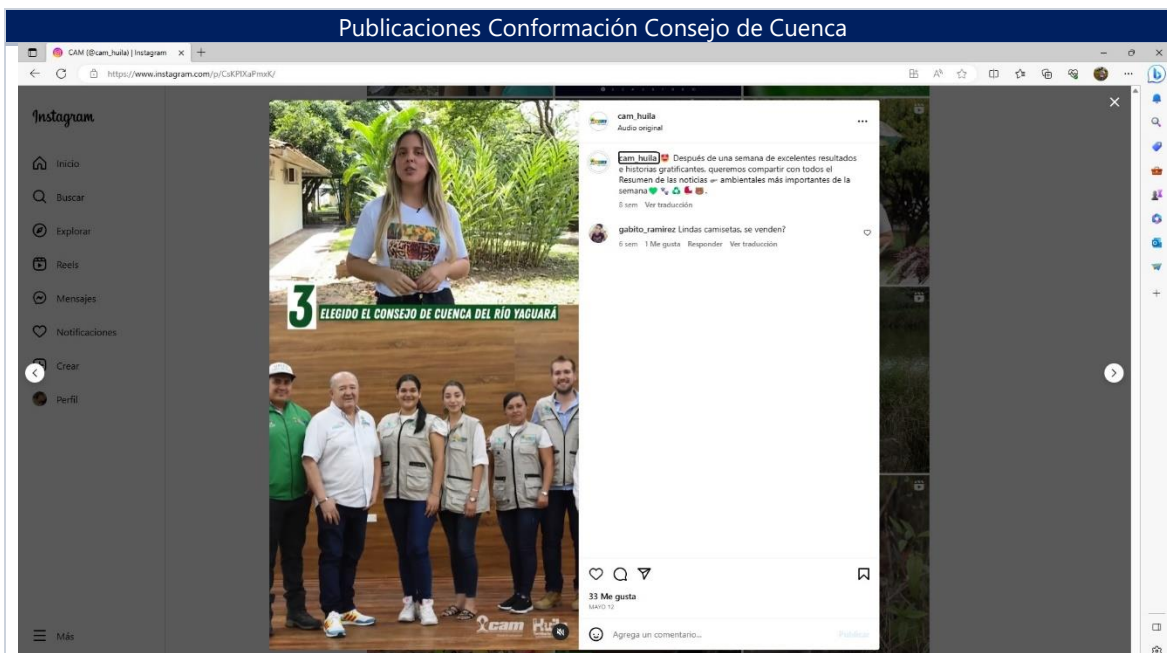 Publicaciones Conformación Consejo de Cuenca
CAM (@cam_huila) | Instagram
https://www.instagram.com/p/CsKPlXaPmxK/
Instagram
Inicio
Buscar
Explorar
Reels
Mensajes
Notificaciones
Crear
Perfil
Más
3 ELEGIDO EL CONSEJO DE CUENCA DEL RÍO YAGUARÁ
cam
cam_huila
Audio original
cam_huila Después de una semana de excelentes resultados
e historias gratificantes, queremos compartir con todos el
Resumen de las noticias ambientales más importantes de la
semana .
8 sem Ver traducción
gabito_ramirez Lindas camisetas, se venden?
6 sem 1 Me gusta Responder Ver traducción
33 Me gusta
MAYO 12
Agrega un comentario...
Publicar